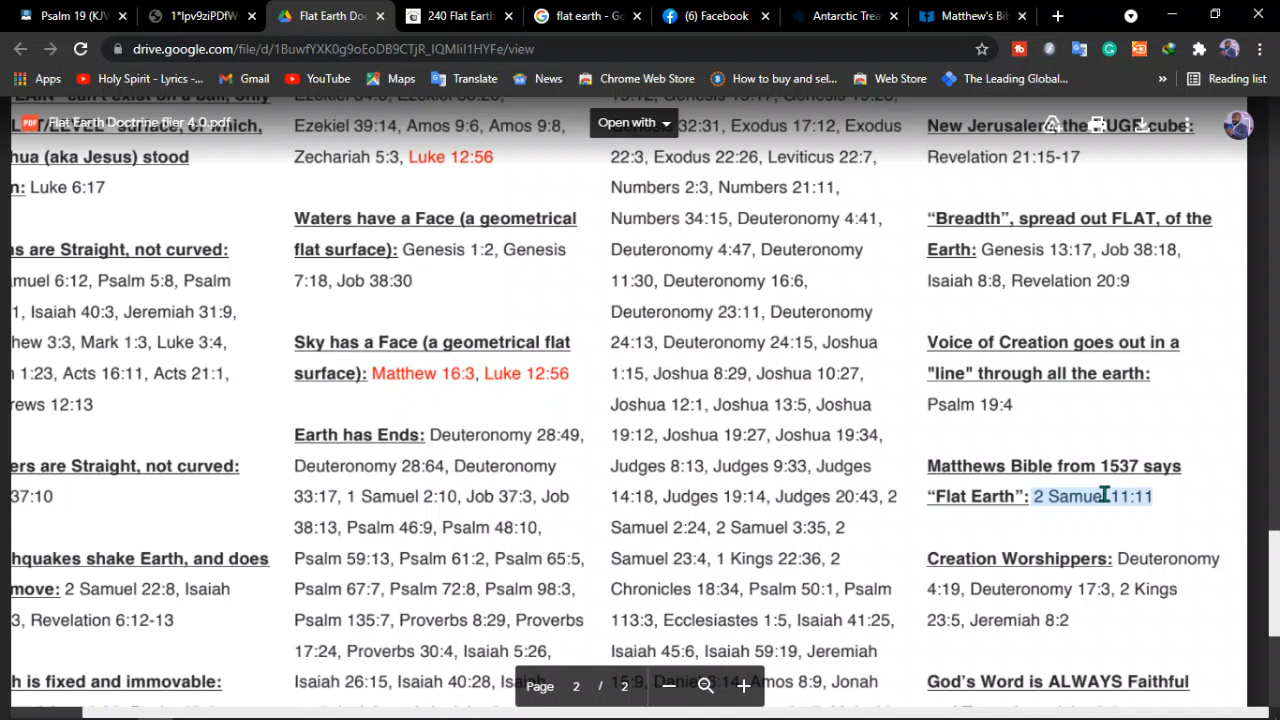 Psalm 19 (KJV
1*Ipv9ziPDfW
Flat Earth Doc
240 Flat Earth
flat earth - Go
(6) Facebook
Antarctic Trea
Matthew's Bib
drive.google.com/file/d/1BuwfYXK0g9oEoDB9CTjR_IQMIiI1HYFe/view
Apps
Holy Spirit - Lyrics -...
Gmail
YouTube
Maps
Translate
News
Chrome Web Store
How to buy and sel...
Web Store
The Leading Global...
»
Reading list
Flat Earth Doctrine flier 4.0.pdf
Open with
LAIN" can't exist on a ball, only
T/LEVEL" surface, of which,
hua (aka Jesus) stood
n: Luke 6:17
hs are Straight, not curved:
muel 6:12, Psalm 5:8, Psalm
1, Isaiah 40:3, Jeremiah 31:9,
hew 3:3, Mark 1:3, Luke 3:4,
1:23, Acts 16:11, Acts 21:1,
rews 12:13
ers are Straight, not curved:
37:10
hquakes shake Earth, and does
move: 2 Samuel 22:8, Isaiah
3, Revelation 6:12-13
h is fixed and immovable:
Ezekiel 39:14, Amos 9:6, Amos 9:8,
Zechariah 5:3, Luke 12:56
Waters have a Face (a geometrical
flat surface): Genesis 1:2, Genesis
7:18, Job 38:30
Sky has a Face (a geometrical flat
surface): Matthew 16:3, Luke 12:56
Earth has Ends: Deuteronomy 28:49,
Deuteronomy 28:64, Deuteronomy
33:17, 1 Samuel 2:10, Job 37:3, Job
38:13, Psalm 46:9, Psalm 48:10,
Psalm 59:13, Psalm 61:2, Psalm 65:5,
Psalm 67:7, Psalm 72:8, Psalm 98:3,
Psalm 135:7, Proverbs 8:29, Proverbs
17:24, Proverbs 30:4, Isaiah 5:26,
Isaiah 26:15, Isaiah 40:28, Isaiah
Genesis 32:31, Exodus 17:12, Exodus
22:3, Exodus 22:26, Leviticus 22:7,
Numbers 2:3, Numbers 21:11,
Numbers 34:15, Deuteronomy 4:41,
Deuteronomy 4:47, Deuteronomy
11:30, Deuteronomy 16:6,
Deuteronomy 23:11, Deuteronomy
24:13, Deuteronomy 24:15, Joshua
1:15, Joshua 8:29, Joshua 10:27,
Joshua 12:1, Joshua 13:5, Joshua
19:12, Joshua 19:27, Joshua 19:34,
Judges 8:13, Judges 9:33, Judges
14:18, Judges 19:14, Judges 20:43, 2
Samuel 2:24, 2 Samuel 3:35, 2
Samuel 23:4, 1 Kings 22:36, 2
Chronicles 18:34, Psalm 50:1, Psalm
113:3, Ecclesiastes 1:5, Isaiah 41:25,
Isaiah 45:6, Isaiah 59:19, Jeremiah
15:9, Daniel 6:14, Amos 8:9, Jonah
New Jerusalem, the HUGE cube:
Revelation 21:15-17
“Breadth”, spread out FLAT, of the
Earth: Genesis 13:17, Job 38:18,
Isaiah 8:8, Revelation 20:9
Voice of Creation goes out in a
"line" through all the earth:
Psalm 19:4
Matthews Bible from 1537 says
“Flat Earth”: 2 Samuel 11:11
Creation Worshippers: Deuteronomy
4:19, Deuteronomy 17:3, 2 Kings
23:5, Jeremiah 8:2
God’s Word is ALWAYS Faithful
Page 2 / 2